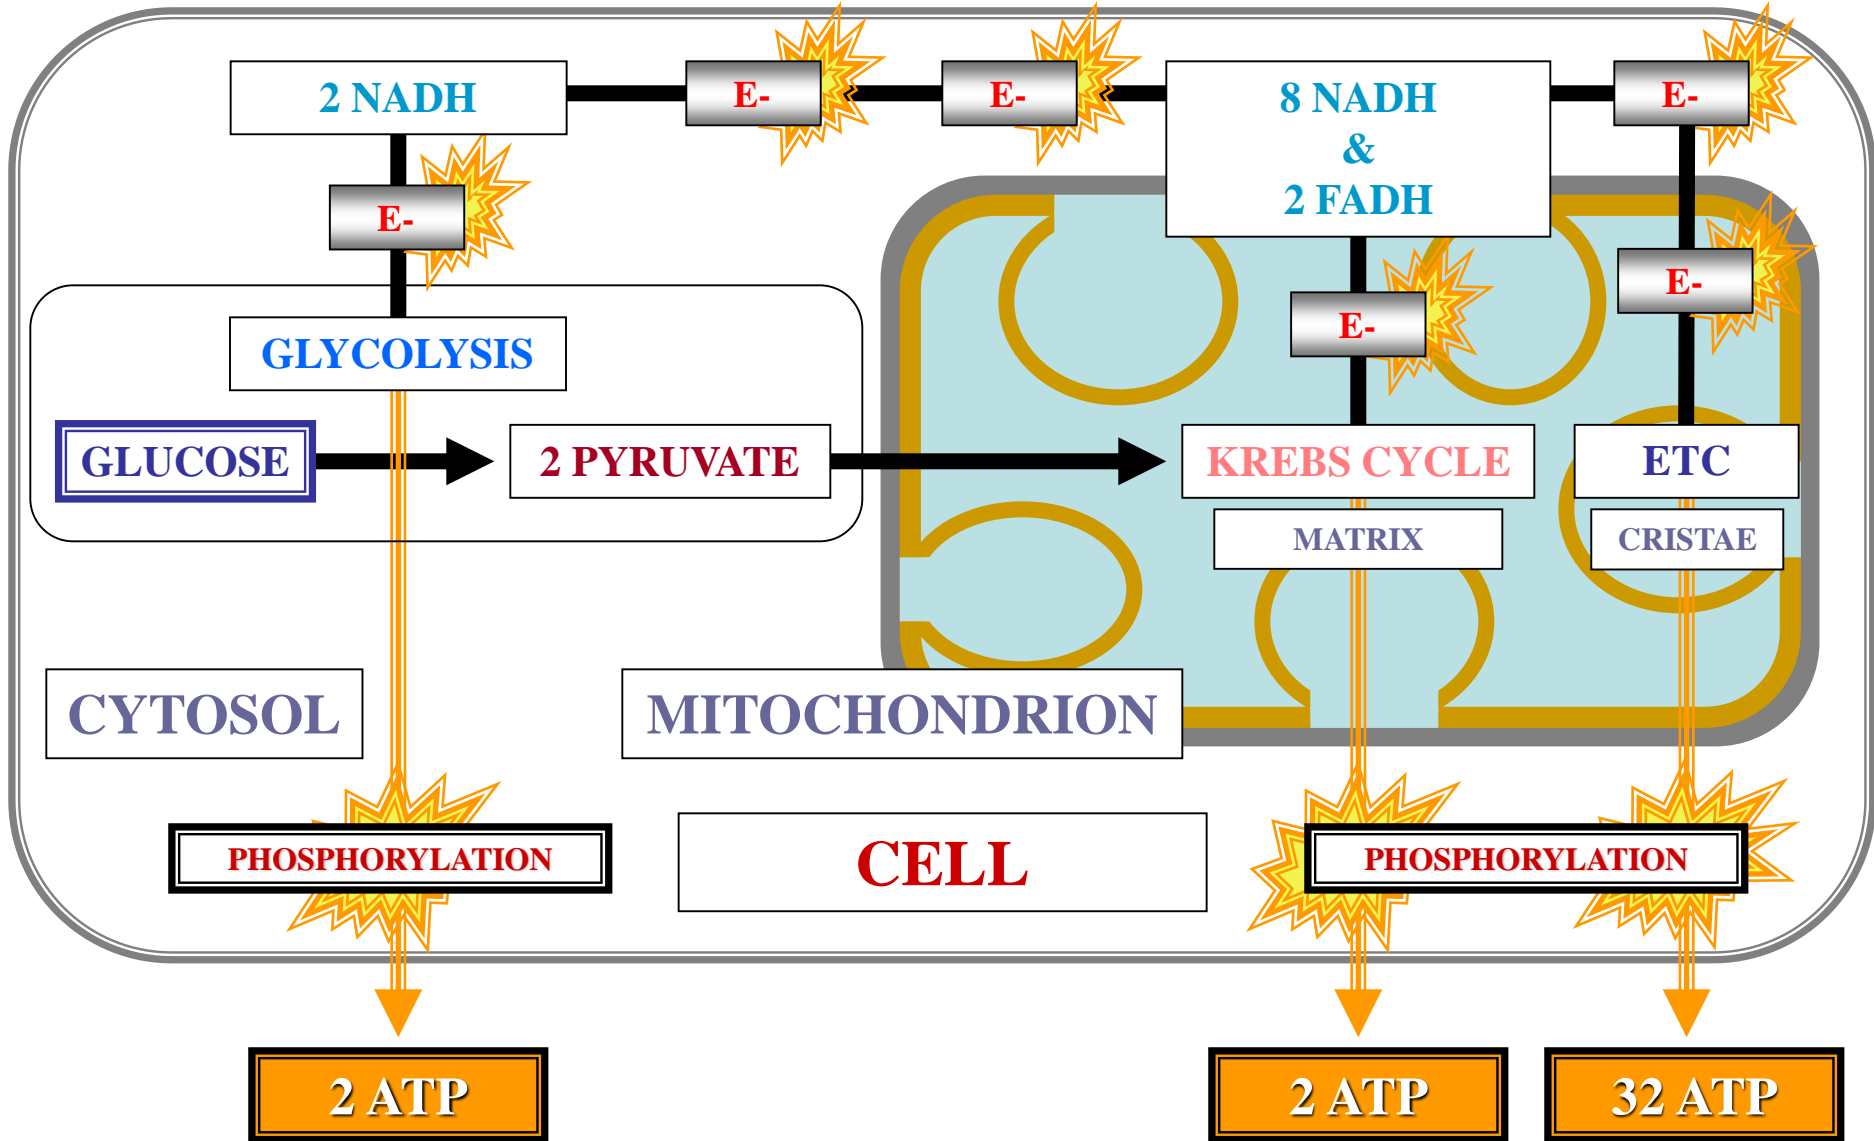 2 NADH
E-
E-
8 NADH
&
2 FADH
E-
E-
E-
E-
GLYCOLYSIS
GLUCOSE
2 PYRUVATE
KREBS CYCLE
ETC
MATRIX
CRISTAE
CYTOSOL
MITOCHONDRION
PHOSPHORYLATION
CELL
PHOSPHORYLATION
2 ATP
2 ATP
32 ATP